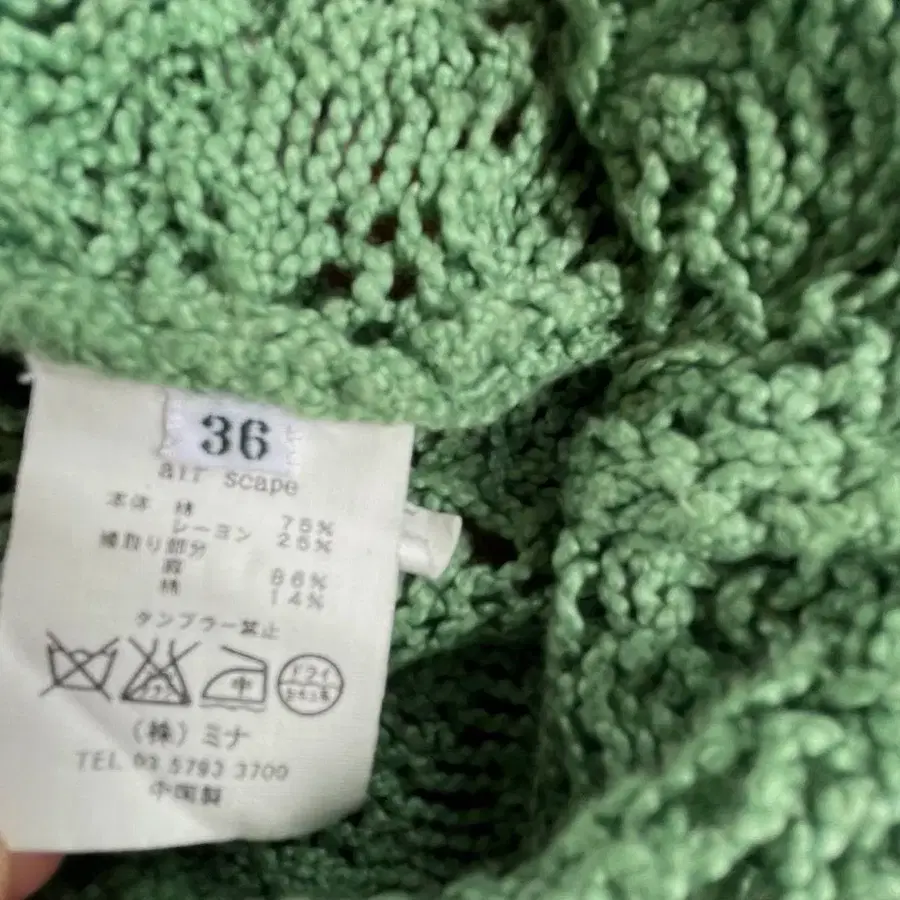 36
air scape
本体 綿 75%
レーヨン 25%
縁取り部分
86%
綿 14%
タンブラー禁止
中
ドライ
(株)ミナ
TEL 03 5793 3700
中国製